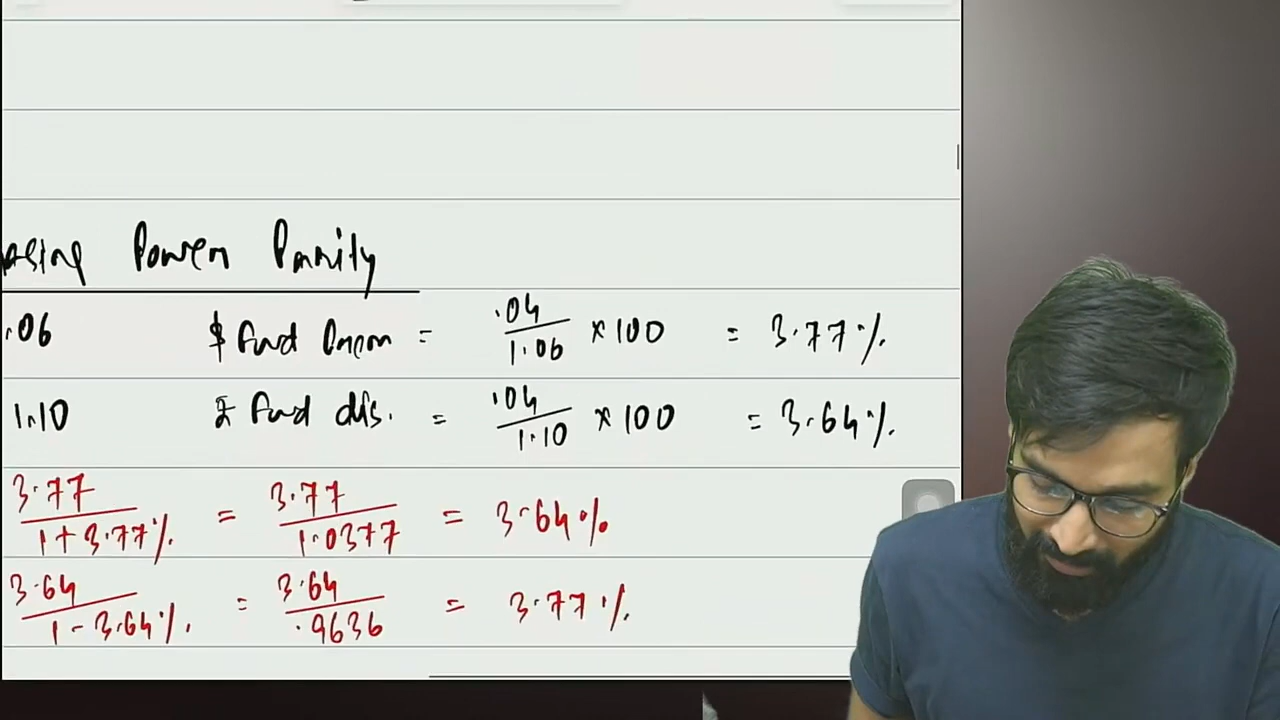 asing Power Parity
.06 $ Fwd Prem = .04/1.06 × 100 = 3.77%
1.10 ₹ Fwd dis. = .04/1.10 × 100 = 3.64%
3.77/1+3.77% = 3.77/1.0377 = 3.64%
3.64/1-3.64% = 3.64/.9636 = 3.77%